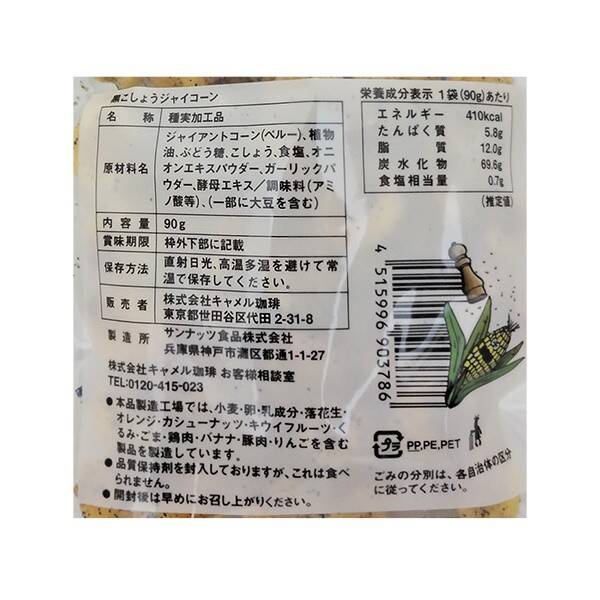 黒こしょうジャイコーン
名 称 種実加工品
原材料名 ジャイアントコーン(ペルー)、植物
油、ぶどう糖、こしょう、食塩、オニ
オンエキスパウダー、ガーリックパ
ウダー、酵母エキス／調味料(アミ
ノ酸等)、(一部に大豆を含む)
内 容 量 90g
賞味期限 枠外下部に記載
保存方法 直射日光、高温多湿を避けて常
温で保存してください。
販 売 者 株式会社キャメル珈琲
東京都世田谷区代田 2-31-8
製 造 所 サンナッツ食品株式会社
兵庫県神戸市灘区都通1-1-27
株式会社キャメル珈琲 お客様相談室
TEL:0120-415-023
●本品製造工場では、小麦・卵・乳成分・落花生・
オレンジ・カシューナッツ・キウイフルーツ・く
るみ・ごま・鶏肉・バナナ・豚肉・りんごを含む
製品を製造しています。
●品質保持剤を封入しておりますが、これは食べ
られません。
●開封後は早めにお召し上がりください。
栄養成分表示 1袋(90g)あたり
エネルギー 410kcal
たんぱく質 5.8g
脂 質 12.0g
炭水化物 69.6g
食塩相当量 0.7g
(推定値)
4 515996 903786
プラ PP,PE,PET
ごみの分別は、各自治体の区分
に従ってください。